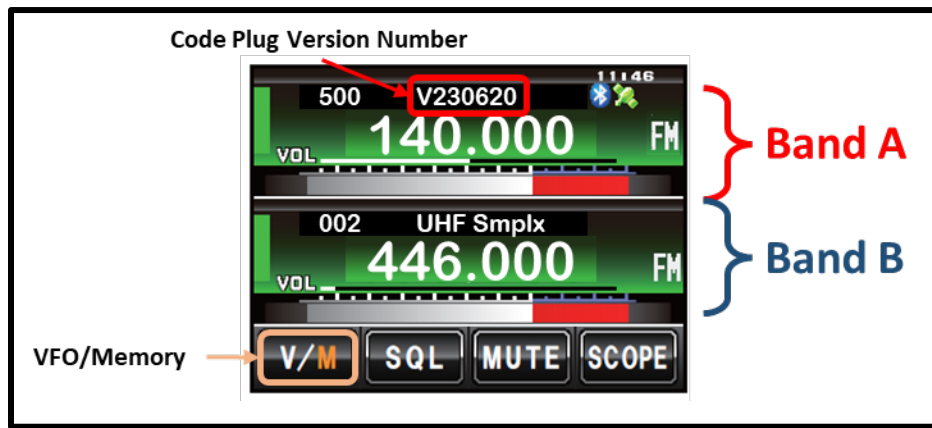 Code Plug Version Number
11:46
500 V230620
140.000 FM
VOL
Band A
002 UHF Smplx
446.000 FM
VOL
Band B
VFO/Memory
V/M SQL MUTE SCOPE